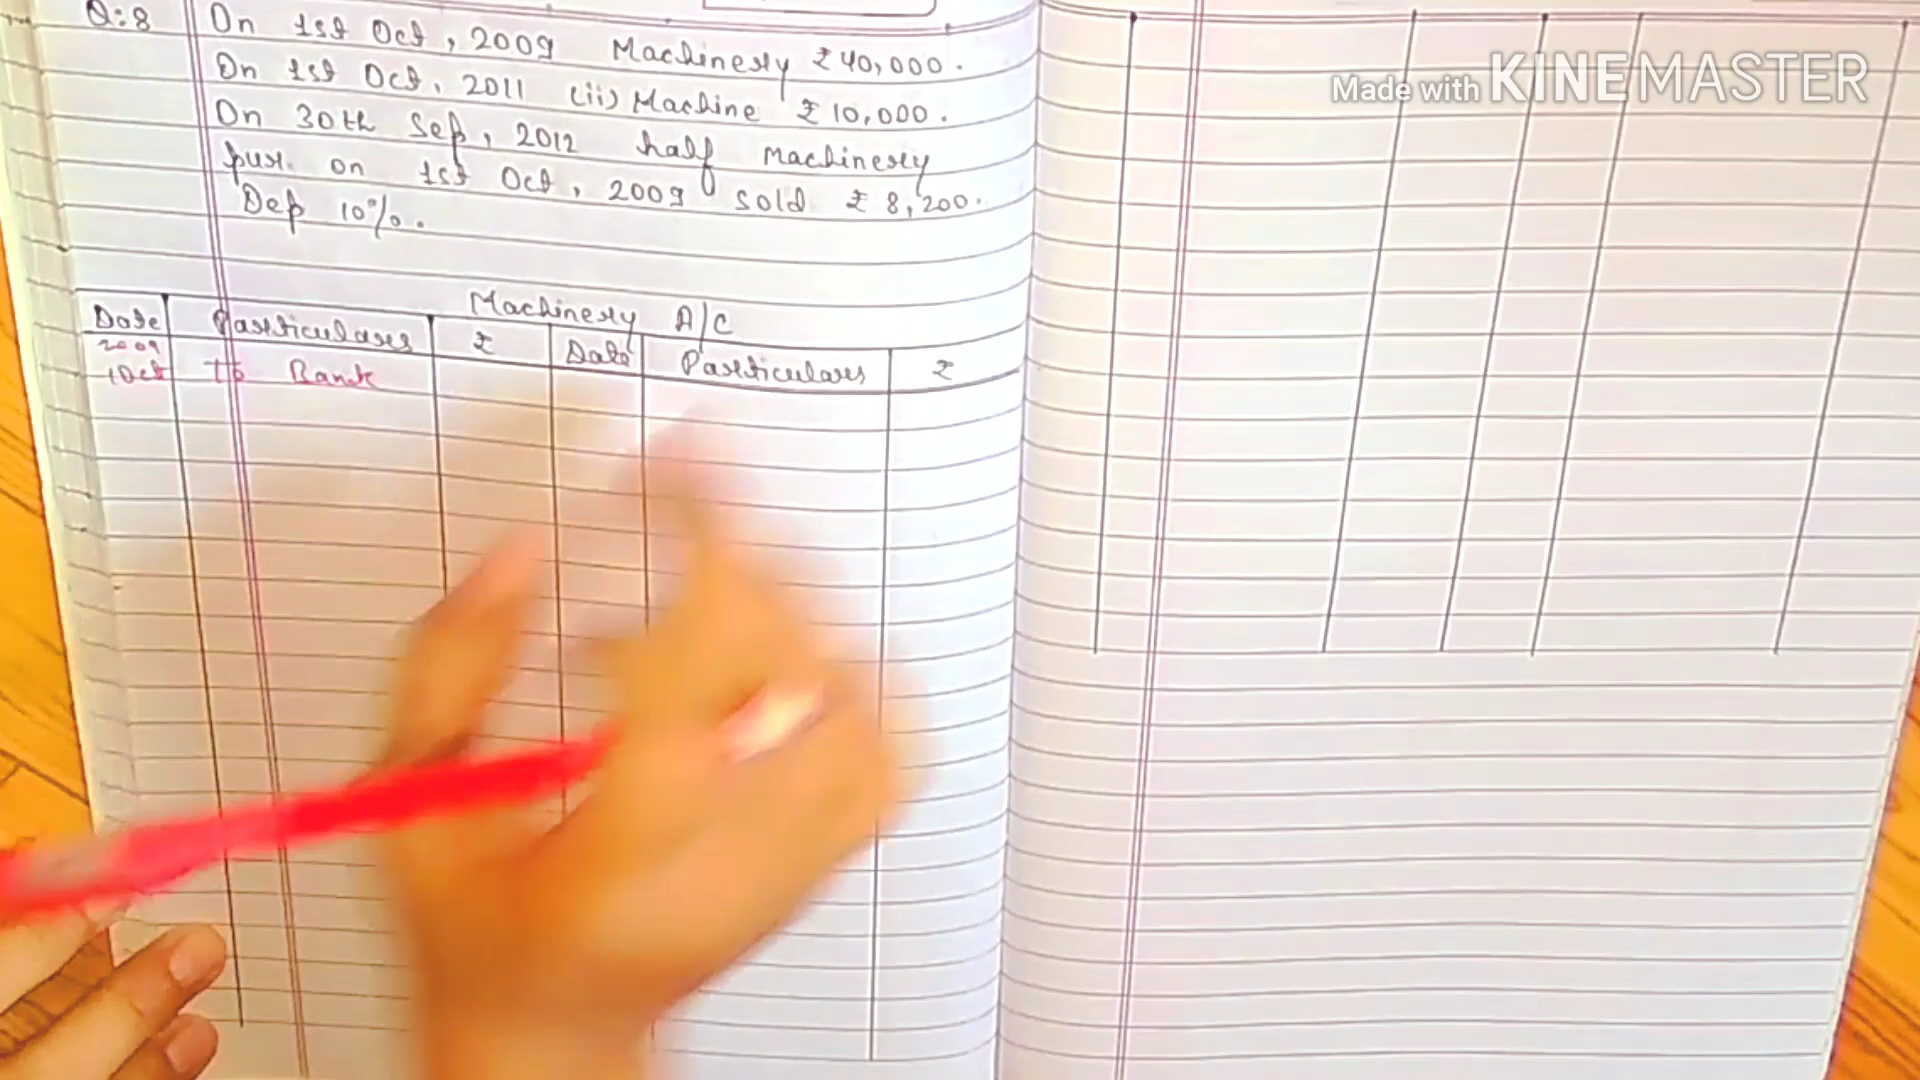 Q:8 On 1st Oct, 2009 Machinery ₹ 40,000.
On 1st Oct, 2011 (ii) Machine ₹ 10,000.
On 30th Sep, 2012 half Machinery
pur. on 1st Oct, 2009 sold ₹ 8,200.
Dep 10%.
Machinery A/C
Date Particulars ₹ Date Particulars ₹
2009
1 Oct To Bank
Made with KINEMASTER